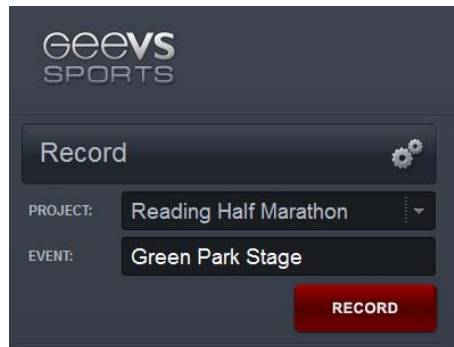 GEEVS
SPORTS
Record
PROJECT: Reading Half Marathon
EVENT: Green Park Stage
RECORD